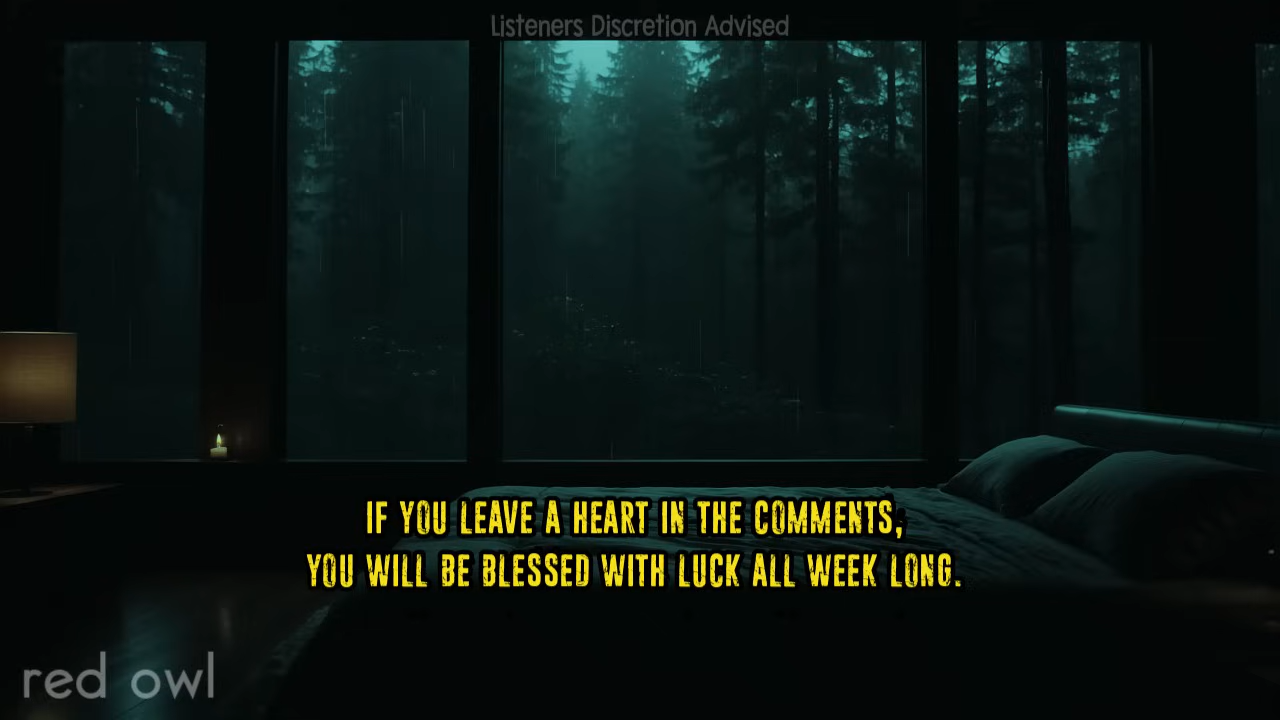 Listeners Discretion Advised
IF YOU LEAVE A HEART IN THE COMMENTS,
YOU WILL BE BLESSED WITH LUCK ALL WEEK LONG.
red owl